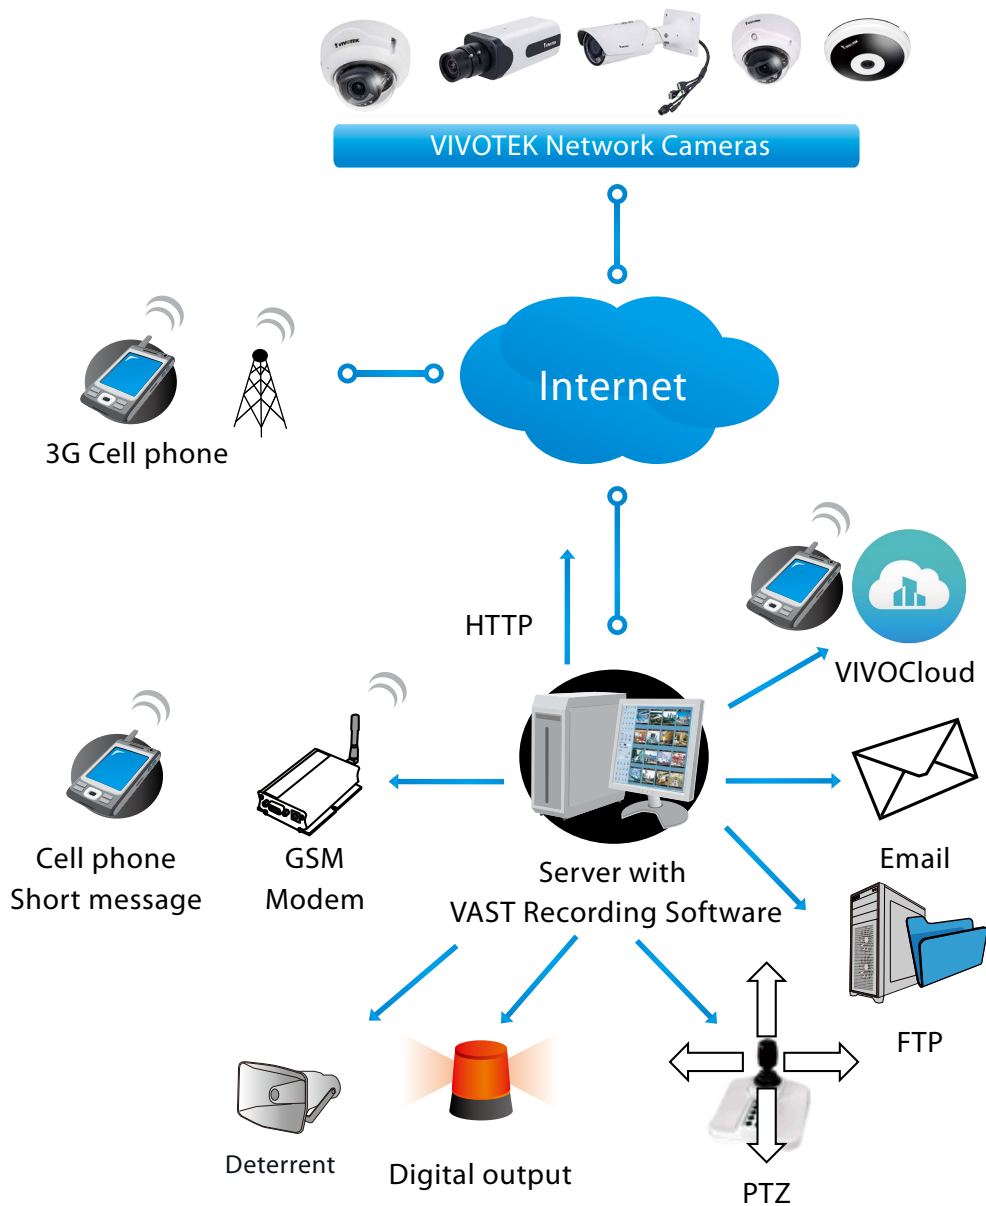 VIVOTEK
VIVOTEK Network Cameras
Internet
3G Cell phone
HTTP
VIVOCloud
Cell phone
Short message
GSM
Modem
Server with
VAST Recording Software
Email
FTP
Deterrent
Digital output
PTZ